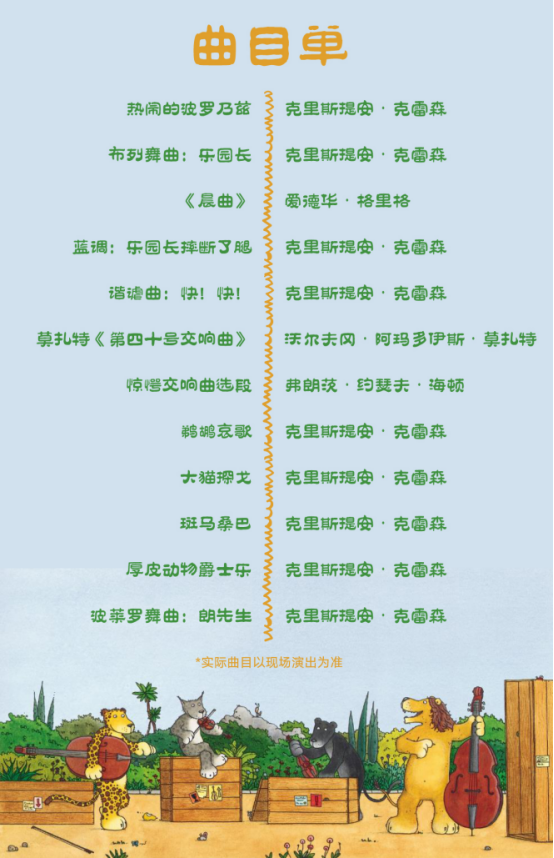 曲目单
热闹的波罗乃兹 克里斯提安·克雷森
布列舞曲：乐园长 克里斯提安·克雷森
《晨曲》 爱德华·格里格
蓝调：乐园长摔断了腿 克里斯提安·克雷森
谐谑曲：快！快！ 克里斯提安·克雷森
莫扎特《第四十号交响曲》 沃尔夫冈·阿玛多伊斯·莫扎特
惊愕交响曲选段 弗朗茨·约瑟夫·海顿
鹈鹕哀歌 克里斯提安·克雷森
大猫探戈 克里斯提安·克雷森
斑马桑巴 克里斯提安·克雷森
厚皮动物爵士乐 克里斯提安·克雷森
波莱罗舞曲：朗先生 克里斯提安·克雷森
*实际曲目以现场演出为准